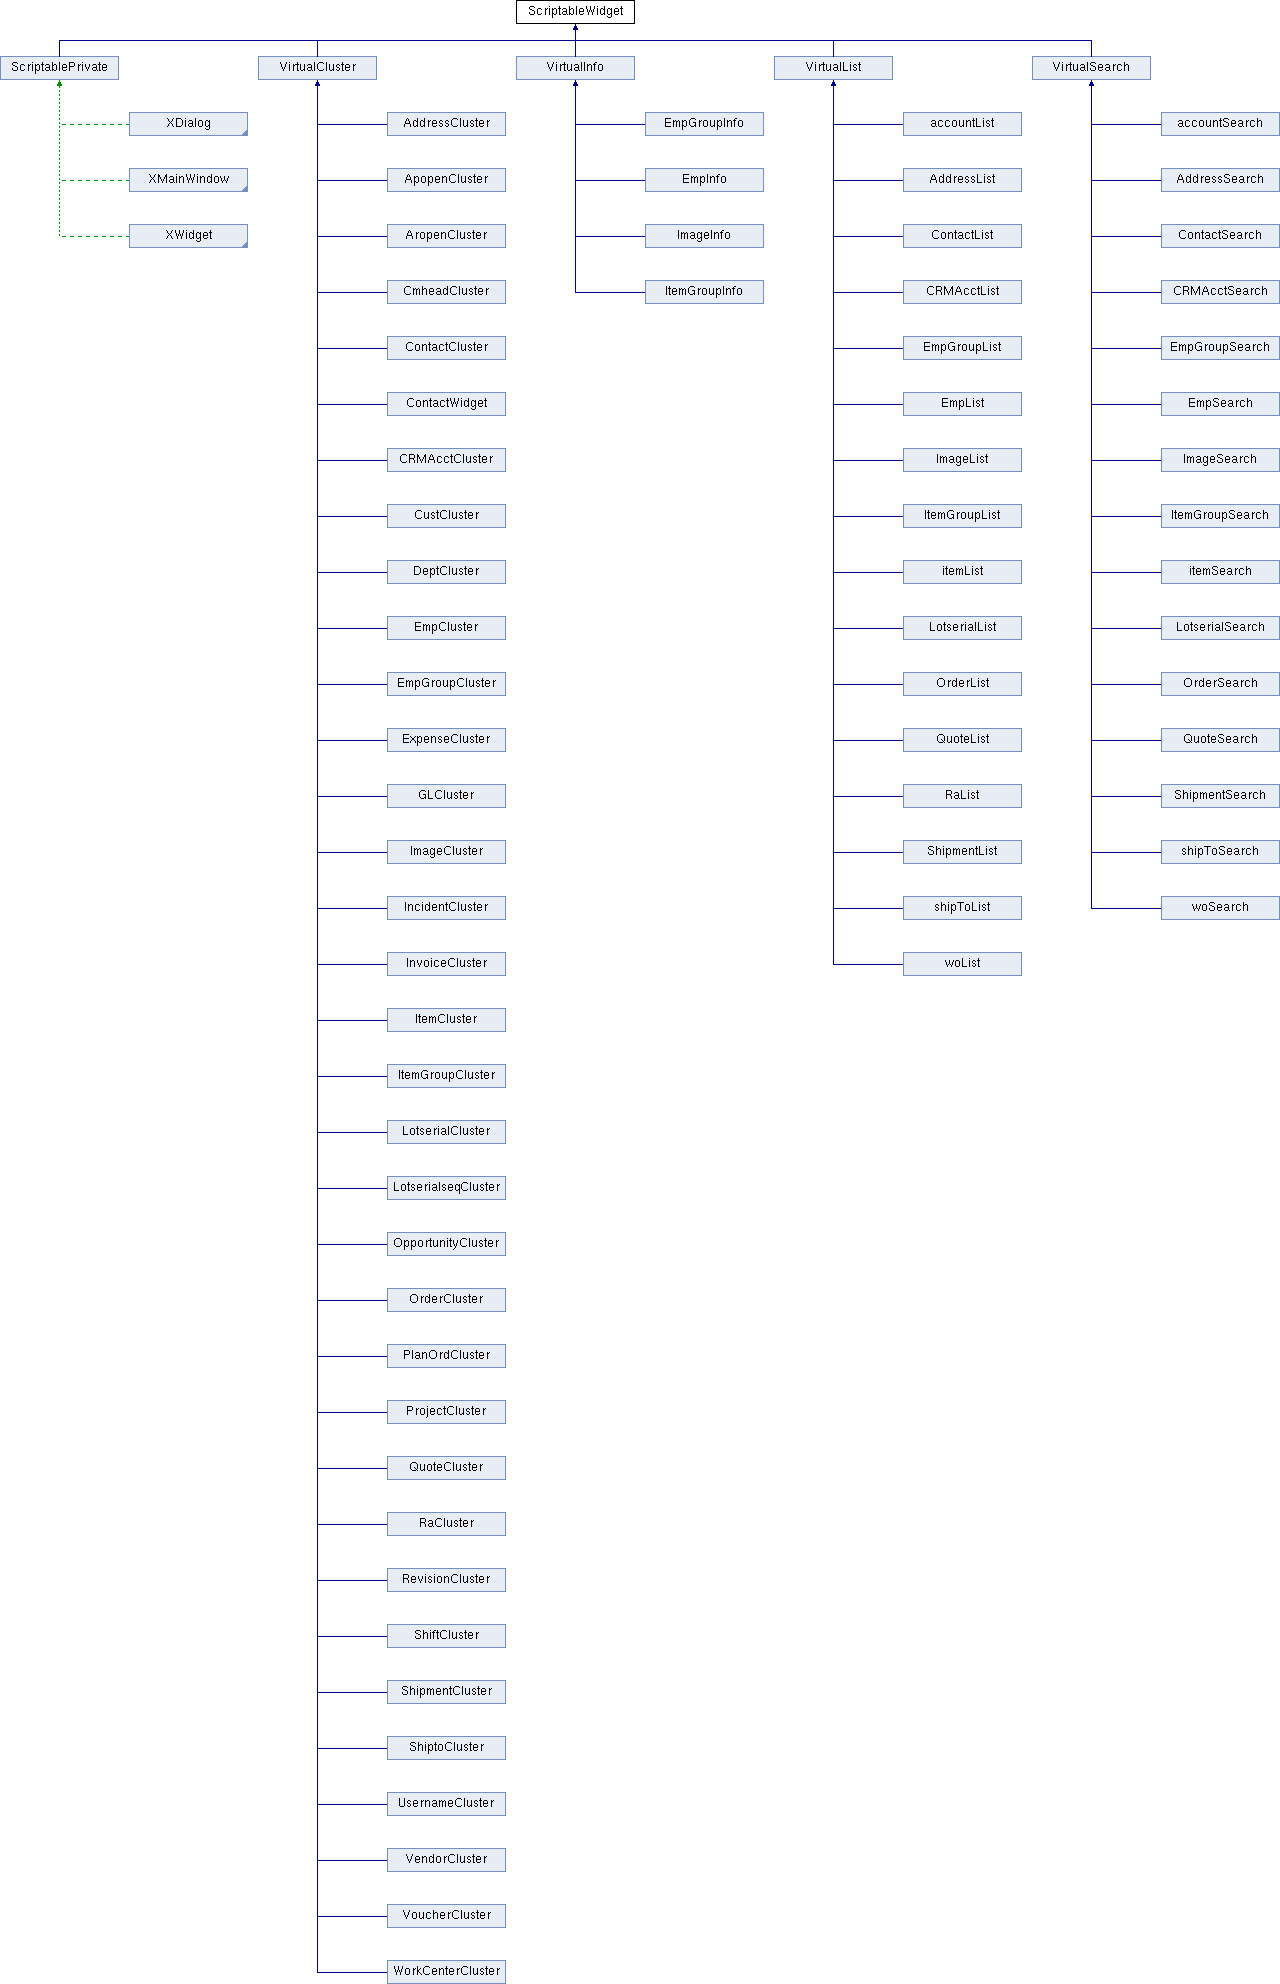 ScriptableWidget
ScriptablePrivate
VirtualCluster
VirtualInfo
VirtualList
VirtualSearch
XDialog
AddressCluster
EmpGroupInfo
accountList
accountSearch
XMainWindow
ApopenCluster
EmpInfo
AddressList
AddressSearch
XWidget
AropenCluster
ImageInfo
ContactList
ContactSearch
CmheadCluster
ItemGroupInfo
CRMAcctList
CRMAcctSearch
ContactCluster
EmpGroupList
EmpGroupSearch
ContactWidget
EmpList
EmpSearch
CRMAcctCluster
ImageList
ImageSearch
CustCluster
ItemGroupList
ItemGroupSearch
DeptCluster
itemList
itemSearch
EmpCluster
LotserialList
LotserialSearch
EmpGroupCluster
OrderList
OrderSearch
ExpenseCluster
QuoteList
QuoteSearch
GLCluster
RaList
ShipmentSearch
ImageCluster
ShipmentList
shipToSearch
IncidentCluster
shipToList
woSearch
InvoiceCluster
woList
ItemCluster
ItemGroupCluster
LotserialCluster
LotserialseqCluster
OpportunityCluster
OrderCluster
PlanOrdCluster
ProjectCluster
QuoteCluster
RaCluster
RevisionCluster
ShiftCluster
ShipmentCluster
ShiptoCluster
UsernameCluster
VendorCluster
VoucherCluster
WorkCenterCluster